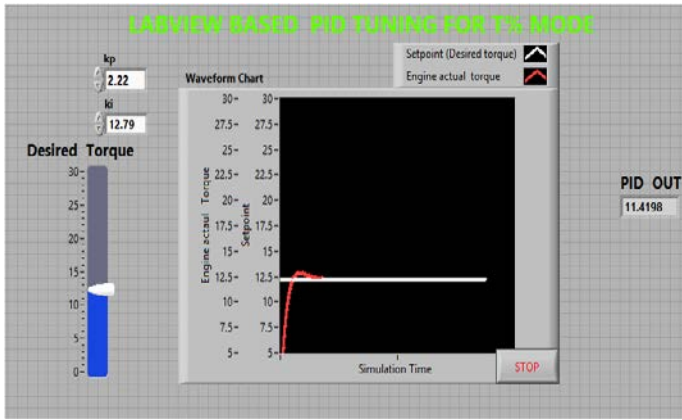 LABVIEW BASED PID TUNING FOR T% MODE
kp
2.22
ki
12.79
Desired Torque
30-
25-
20-
15-
10-
5-
0-
Setpoint (Desired torque)
Engine actual torque
Waveform Chart
Engine actaul Torque
30-
27.5-
25-
22.5-
20-
17.5-
15-
12.5-
10-
7.5-
5-
Setpoint
30-
27.5-
25-
22.5-
20-
17.5-
15-
12.5-
10-
7.5-
5-
Simulation Time
STOP
PID OUT
11.4198